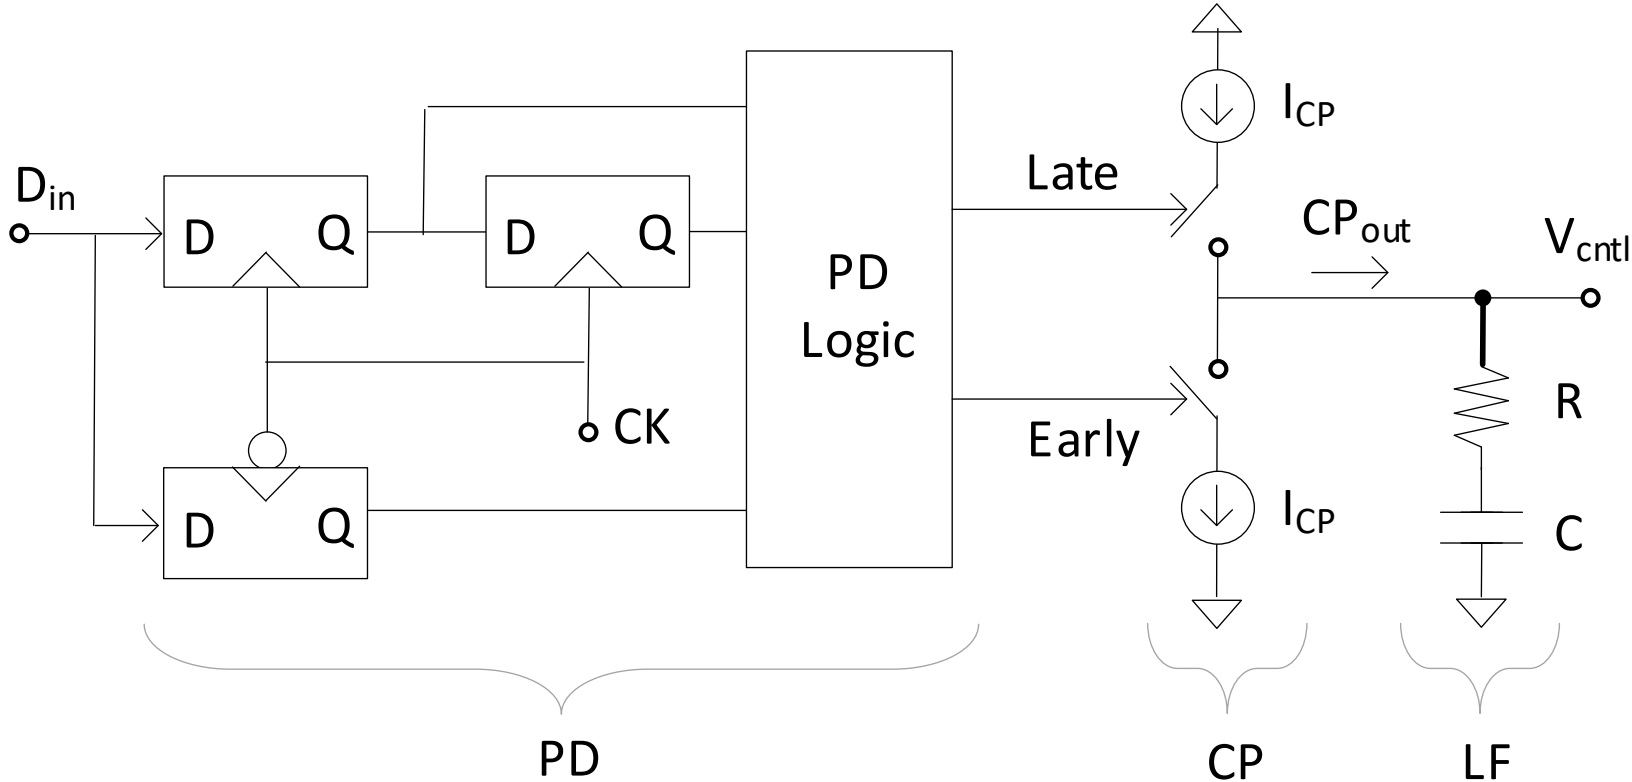 D_in
D Q
D Q
D Q
CK
PD
Logic
Late
Early
I_CP
I_CP
CP_out
V_cntl
R
C
PD
CP
LF